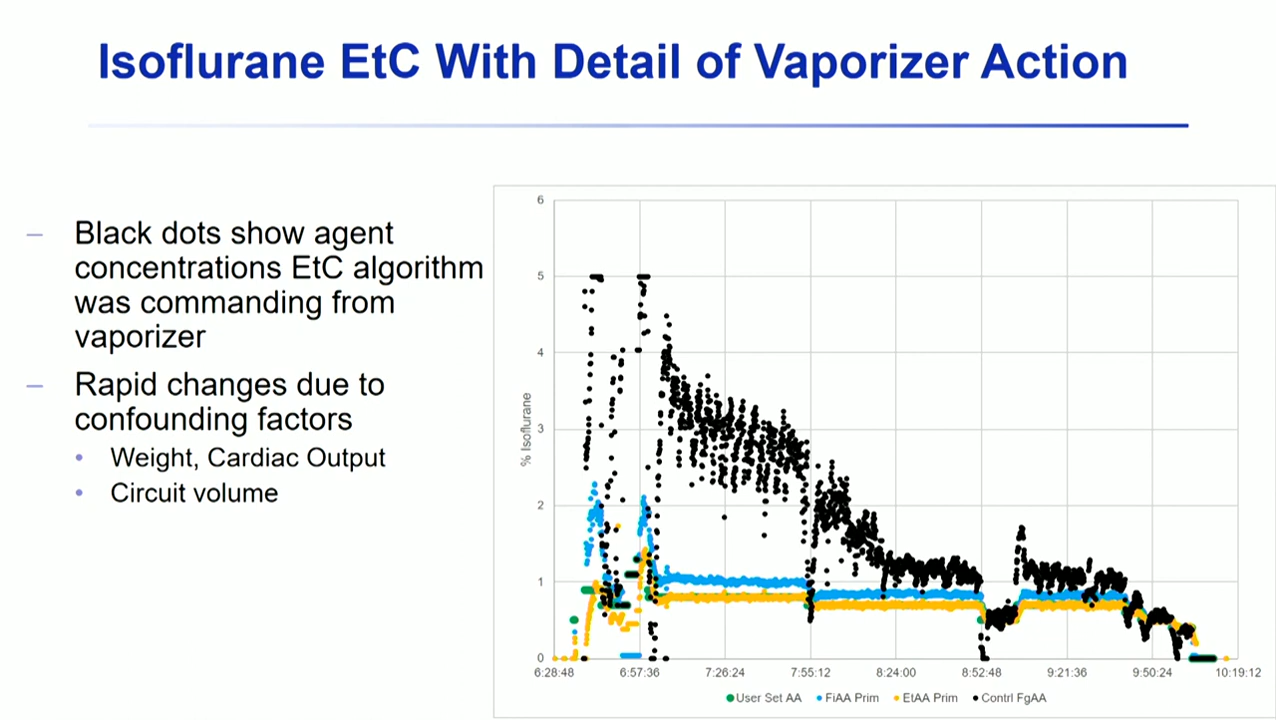 Isoflurane EtC With Detail of Vaporizer Action
– Black dots show agent
concentrations EtC algorithm
was commanding from
vaporizer
– Rapid changes due to
confounding factors
• Weight, Cardiac Output
• Circuit volume
6
5
4
3
2
1
0
% Isoflurane
6:28:48 6:57:36 7:26:24 7:55:12 8:24:00 8:52:48 9:21:36 9:50:24 10:19:12
User Set AA FiAA Prim EtAA Prim Contrl FgAA